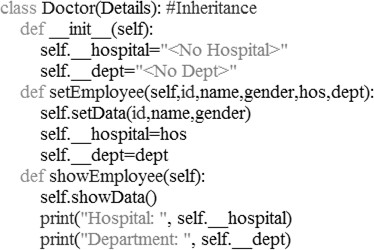 class Doctor(Details): #Inheritance
def __init__(self):
self.__hospital="<No Hospital>"
self.__dept="<No Dept>"
def setEmployee(self,id,name,gender,hos,dept):
self.setData(id,name,gender)
self.__hospital=hos
self.__dept=dept
def showEmployee(self):
self.showData()
print("Hospital: ", self.__hospital)
print("Department: ", self.__dept)